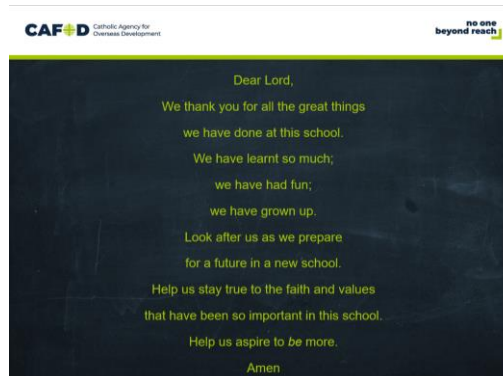 CAFOD Catholic Agency for
Overseas Development
no one
beyond reach
Dear Lord,
We thank you for all the great things
we have done at this school.
We have learnt so much;
we have had fun;
we have grown up.
Look after us as we prepare
for a future in a new school.
Help us stay true to the faith and values
that have been so important in this school.
Help us aspire to be more.
Amen